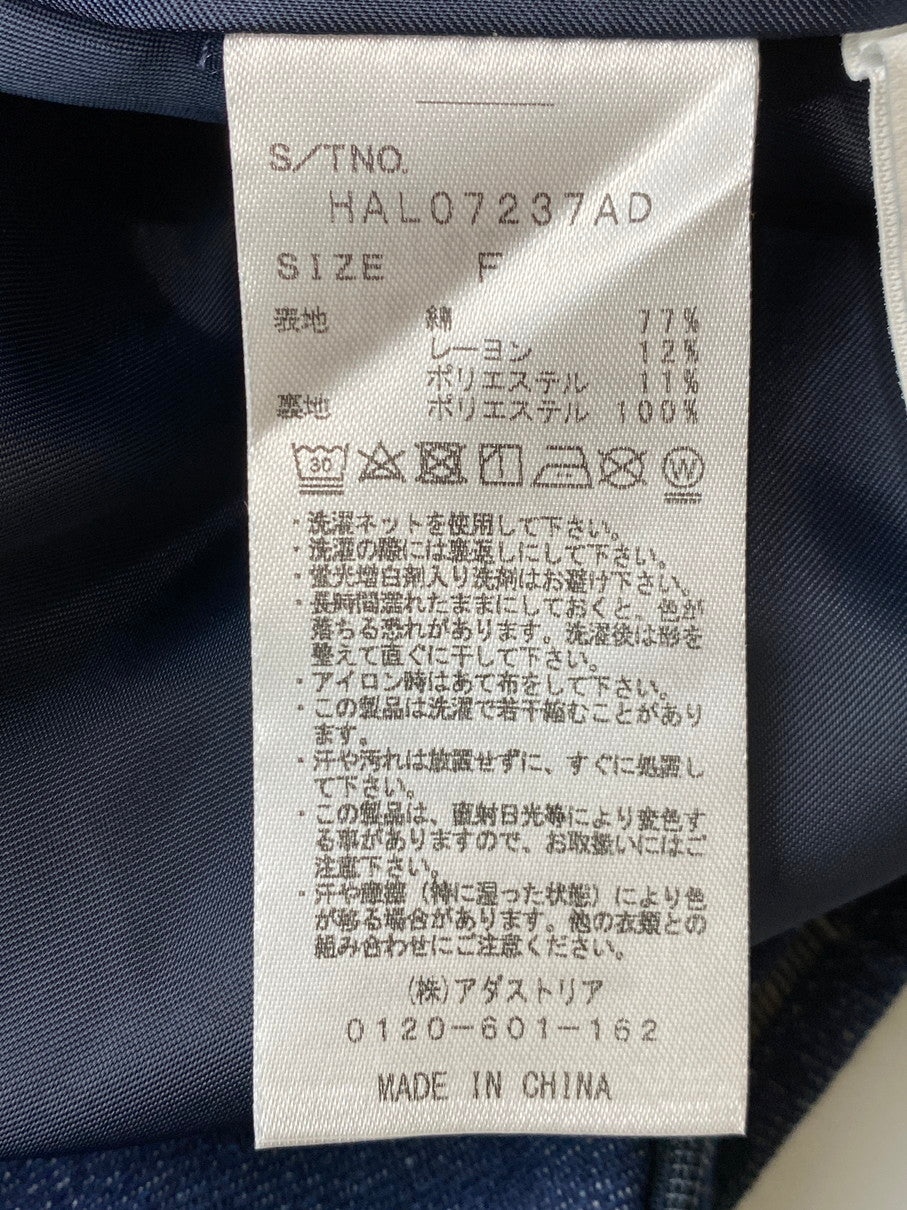 S/TNO.
HAL07237AD
SIZE F
表地 綿 77%
レーヨン 12%
ポリエステル 11%
裏地 ポリエステル 100%
30 W
・洗濯ネットを使用して下さい。
・洗濯の際には裏返しにして下さい。
・蛍光増白剤入り洗剤はお避け下さい。
・長時間濡れたままにしておくと、色が
落ちる恐れがあります。洗濯後は形を
整えて直ぐに干して下さい。
・アイロン時はあて布をして下さい。
・この製品は洗濯で若干縮むことがあり
ます。
・汗や汚れは放置せずに、すぐに処置し
て下さい。
・この製品は、直射日光等により変色す
る事がありますので、お取扱いにはご
注意下さい。
・汗や摩擦（特に湿った状態）により色
が移る場合があります。他の衣類との
組み合わせにご注意ください。
(株)アダストリア
0120-601-162
MADE IN CHINA